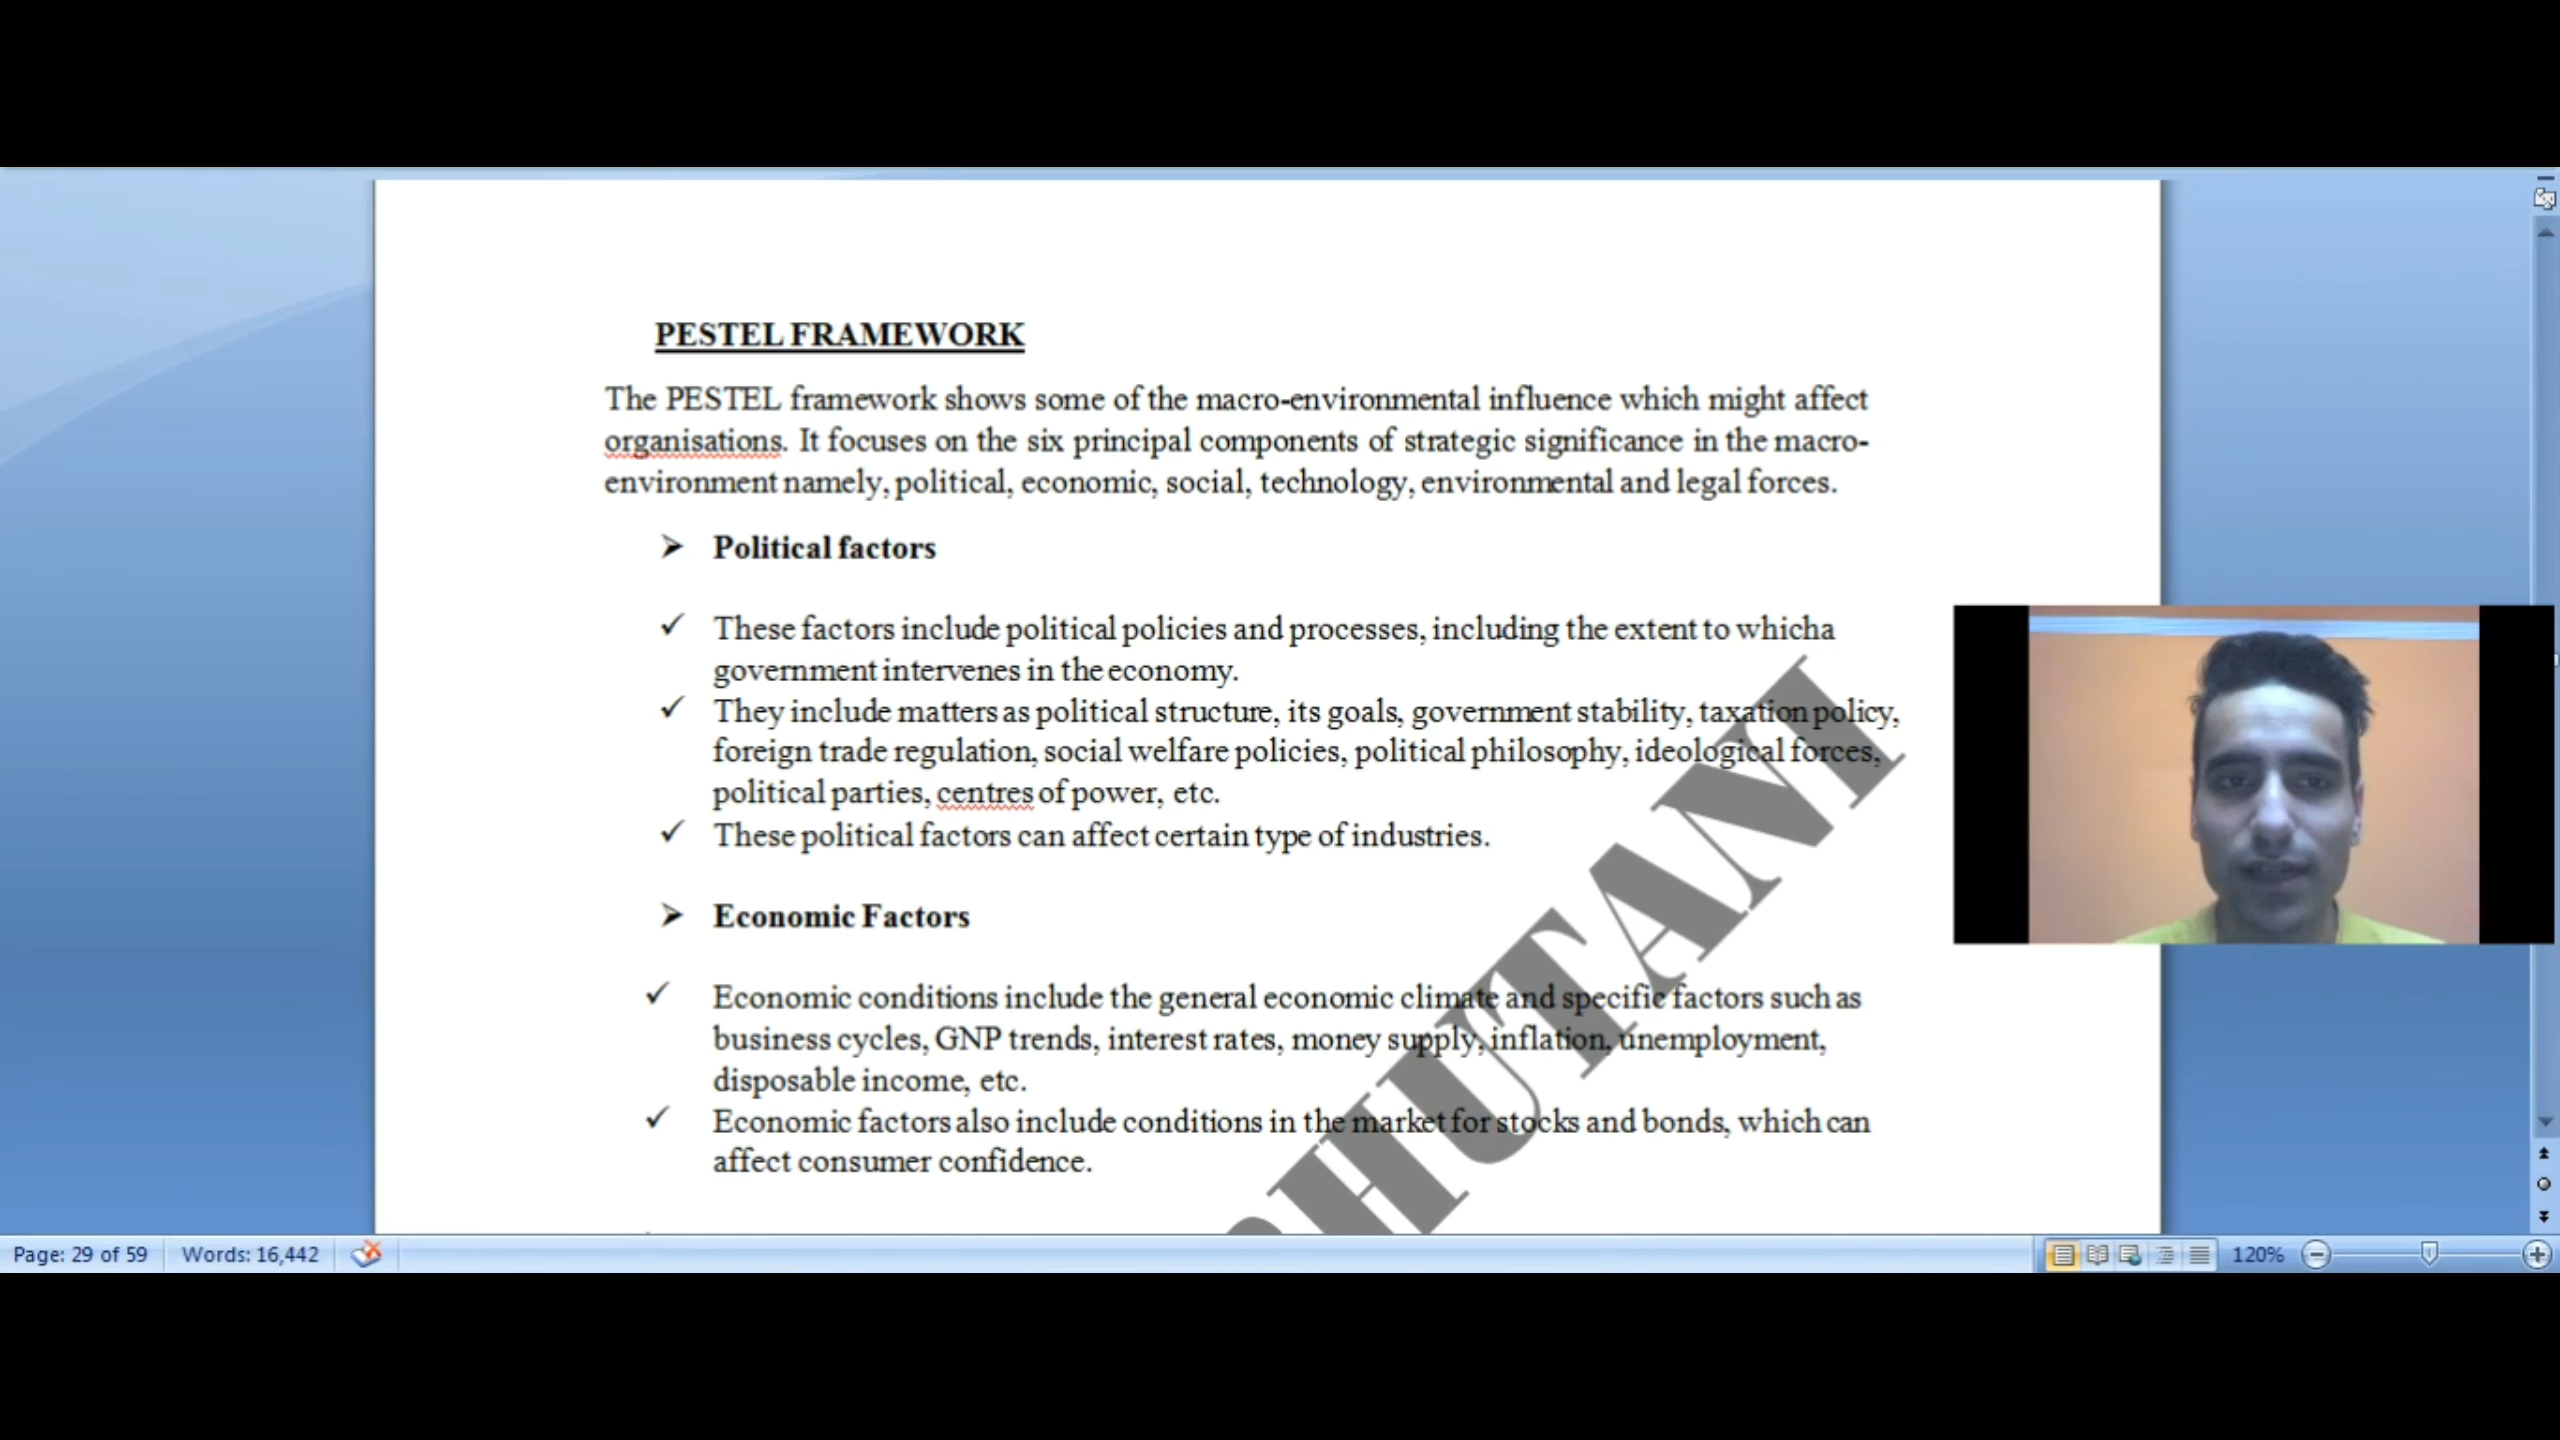 PESTEL FRAMEWORK
The PESTEL framework shows some of the macro-environmental influence which might affect
organisations. It focuses on the six principal components of strategic significance in the macro-
environment namely, political, economic, social, technology, environmental and legal forces.
Political factors
These factors include political policies and processes, including the extent to whicha
government intervenes in the economy.
They include matters as political structure, its goals, government stability, taxation policy,
foreign trade regulation, social welfare policies, political philosophy, ideological forces,
political parties, centres of power, etc.
These political factors can affect certain type of industries.
Economic Factors
Economic conditions include the general economic climate and specific factors such as
business cycles, GNP trends, interest rates, money supply, inflation, unemployment,
disposable income, etc.
Economic factors also include conditions in the market for stocks and bonds, which can
affect consumer confidence.
HUTANI
Page: 29 of 59
Words: 16,442
120%